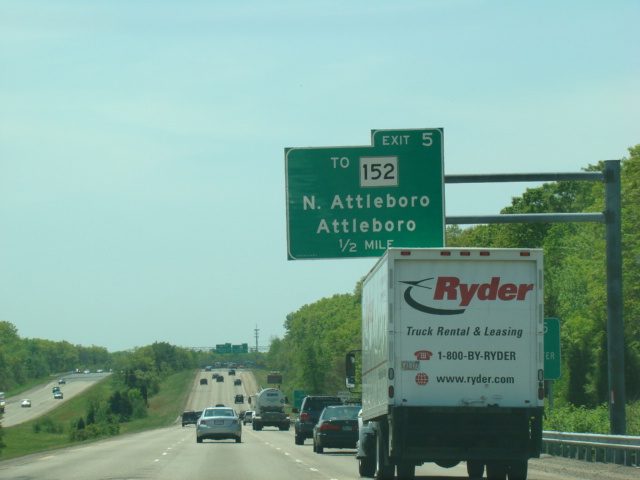 EXIT 5
TO 152
N. Attleboro
Attleboro
1/2 MILE
Ryder
Truck Rental & Leasing
1-800-BY-RYDER
www.ryder.com
5